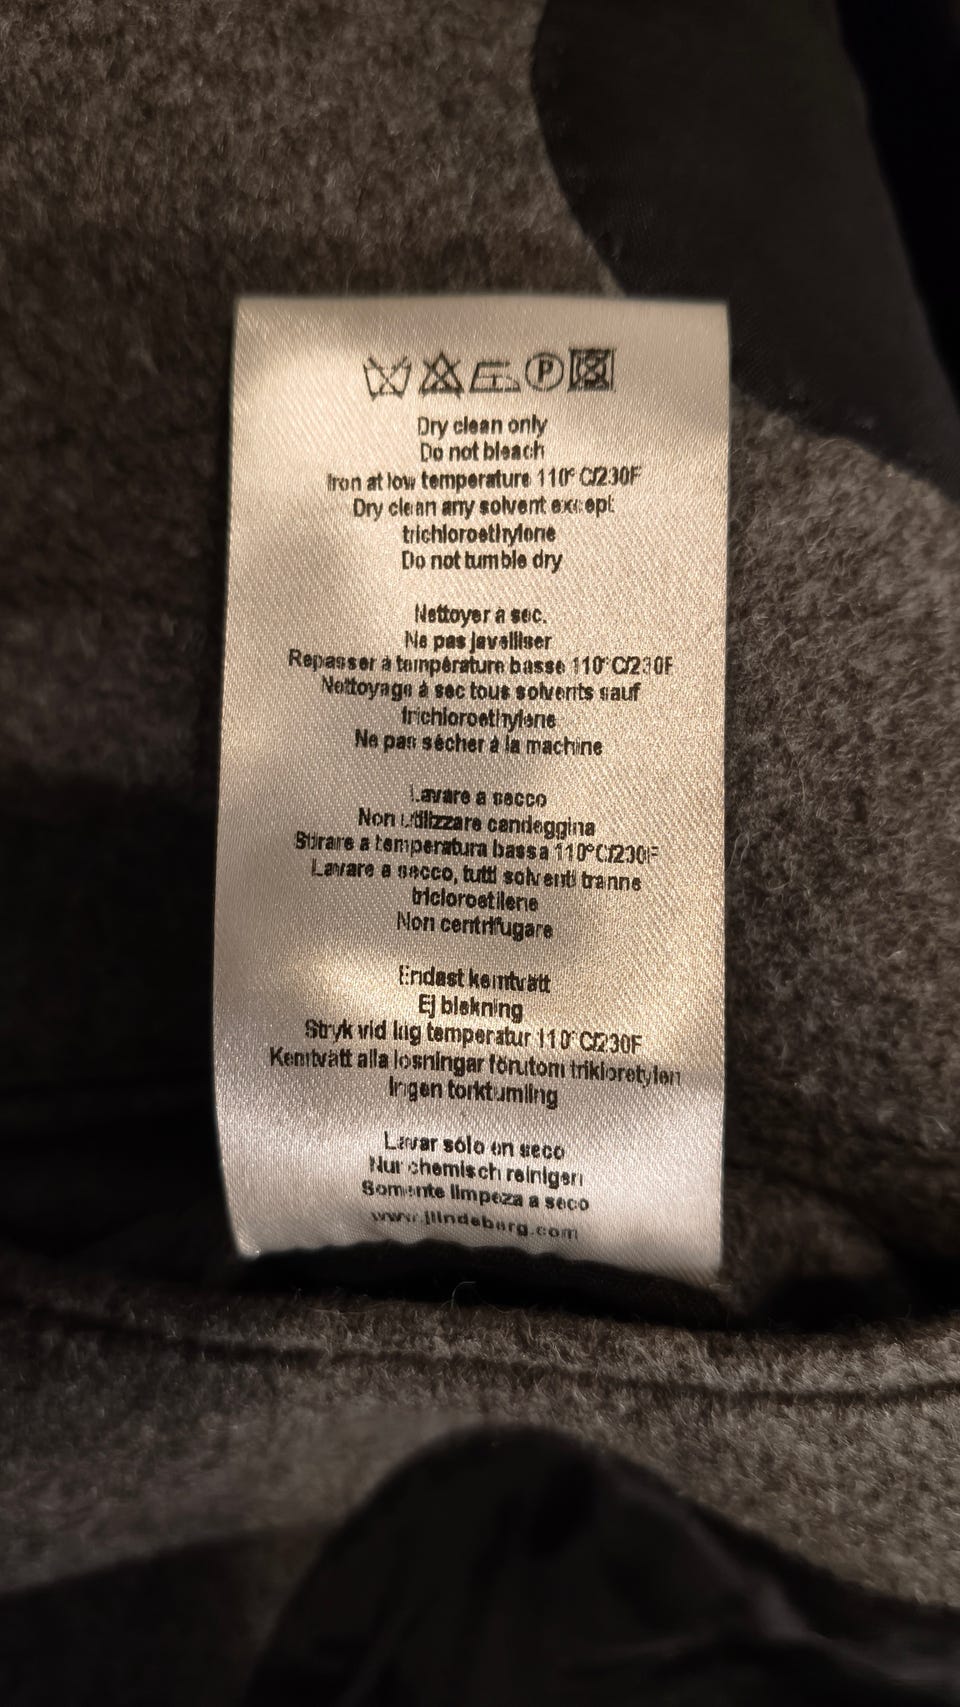 P
Dry clean only
Do not bleach
Iron at low temperature 110°C/230F
Dry clean any solvent except
trichloroethylene
Do not tumble dry
Nettoyer a sec.
Ne pas javelliser
Repasser à température basse 110°C/230F
Nettoyage à sec tous solvents sauf
trichloroethylene
Ne pas sécher à la machine
Lavare a secco
Non utilizzare candeggina
Stirare a temperatura bassa 110°C/230F
Lavare a secco, tutti solventi tranne
tricloroetilene
Non centrifugare
Endast kemtvätt
Ej blekning
Stryk vid låg temperatur 110°C/230F
Kemtvätt alla losningar förutom trikloretylen
Ingen torktumling
Lavar sólo en seco
Nur chemisch reinigen
Somente limpeza a seco
www.jlindeberg.com